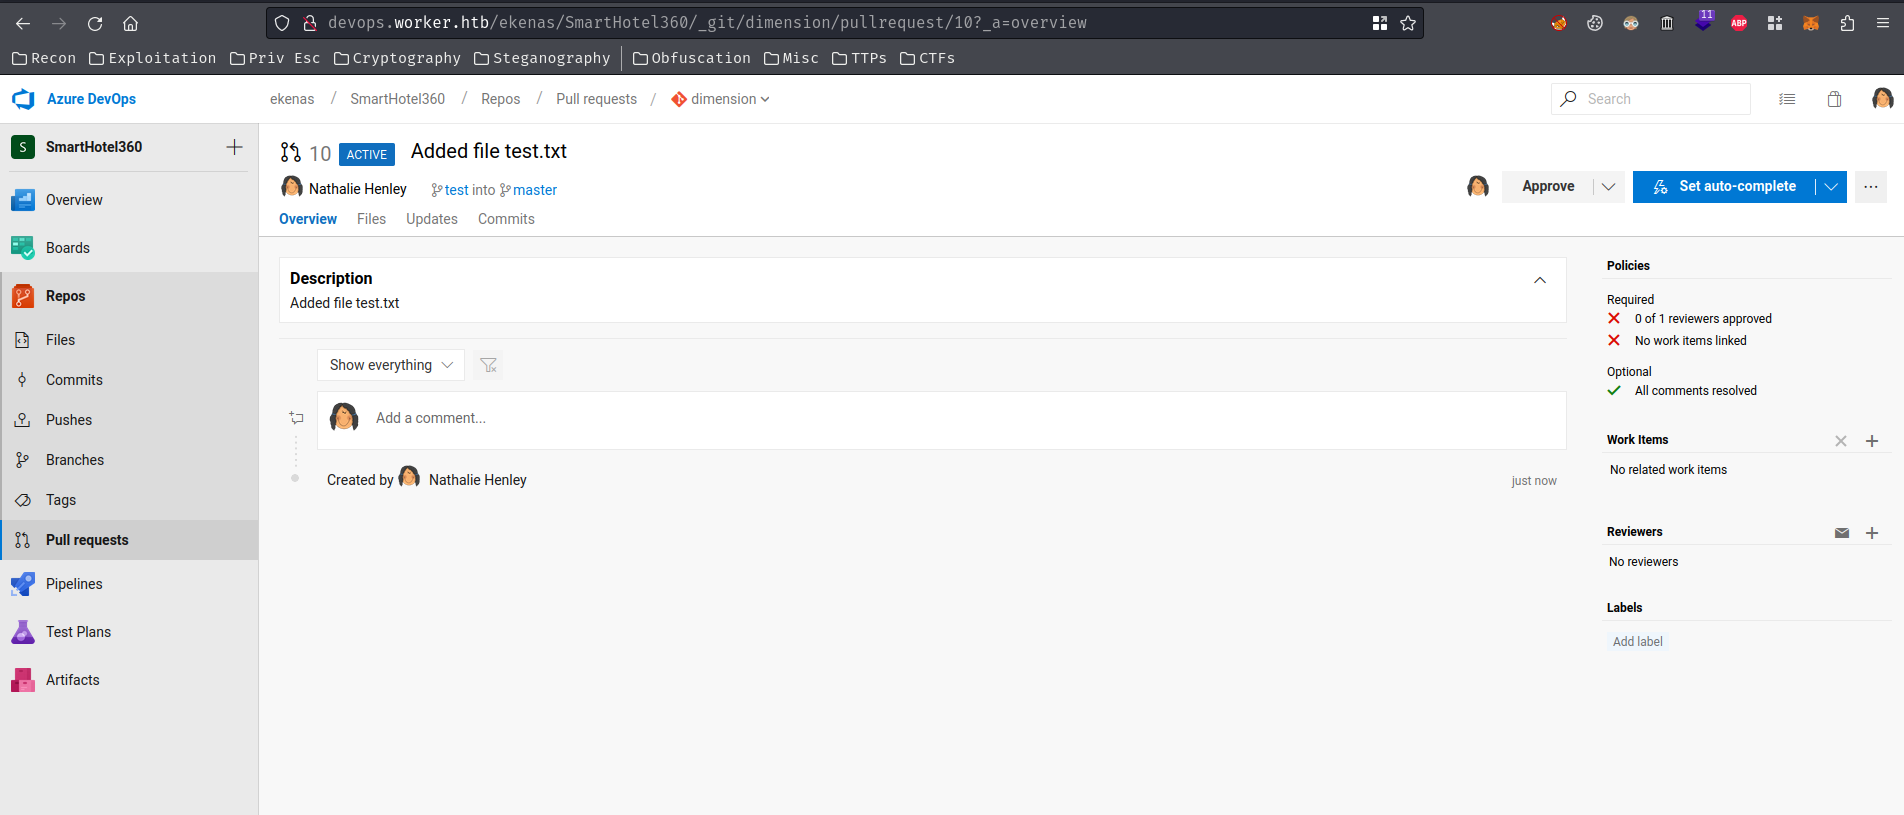 devops.worker.htb/ekenas/SmartHotel360/_git/dimension/pullrequest/10?_a=overview
11
ABP
Recon Exploitation Priv Esc Cryptography Steganography Obfuscation Misc TTPs CTFs
Azure DevOps
ekenas / SmartHotel360 / Repos / Pull requests / dimension
Search
S SmartHotel360
Overview
Boards
Repos
Files
Commits
Pushes
Branches
Tags
Pull requests
Pipelines
Test Plans
Artifacts
10 ACTIVE Added file test.txt
Nathalie Henley test into master
Approve Set auto-complete
Overview Files Updates Commits
Description
Added file test.txt
Show everything
Add a comment...
Created by Nathalie Henley just now
Policies
Required
0 of 1 reviewers approved
No work items linked
Optional
All comments resolved
Work Items
No related work items
Reviewers
No reviewers
Labels
Add label